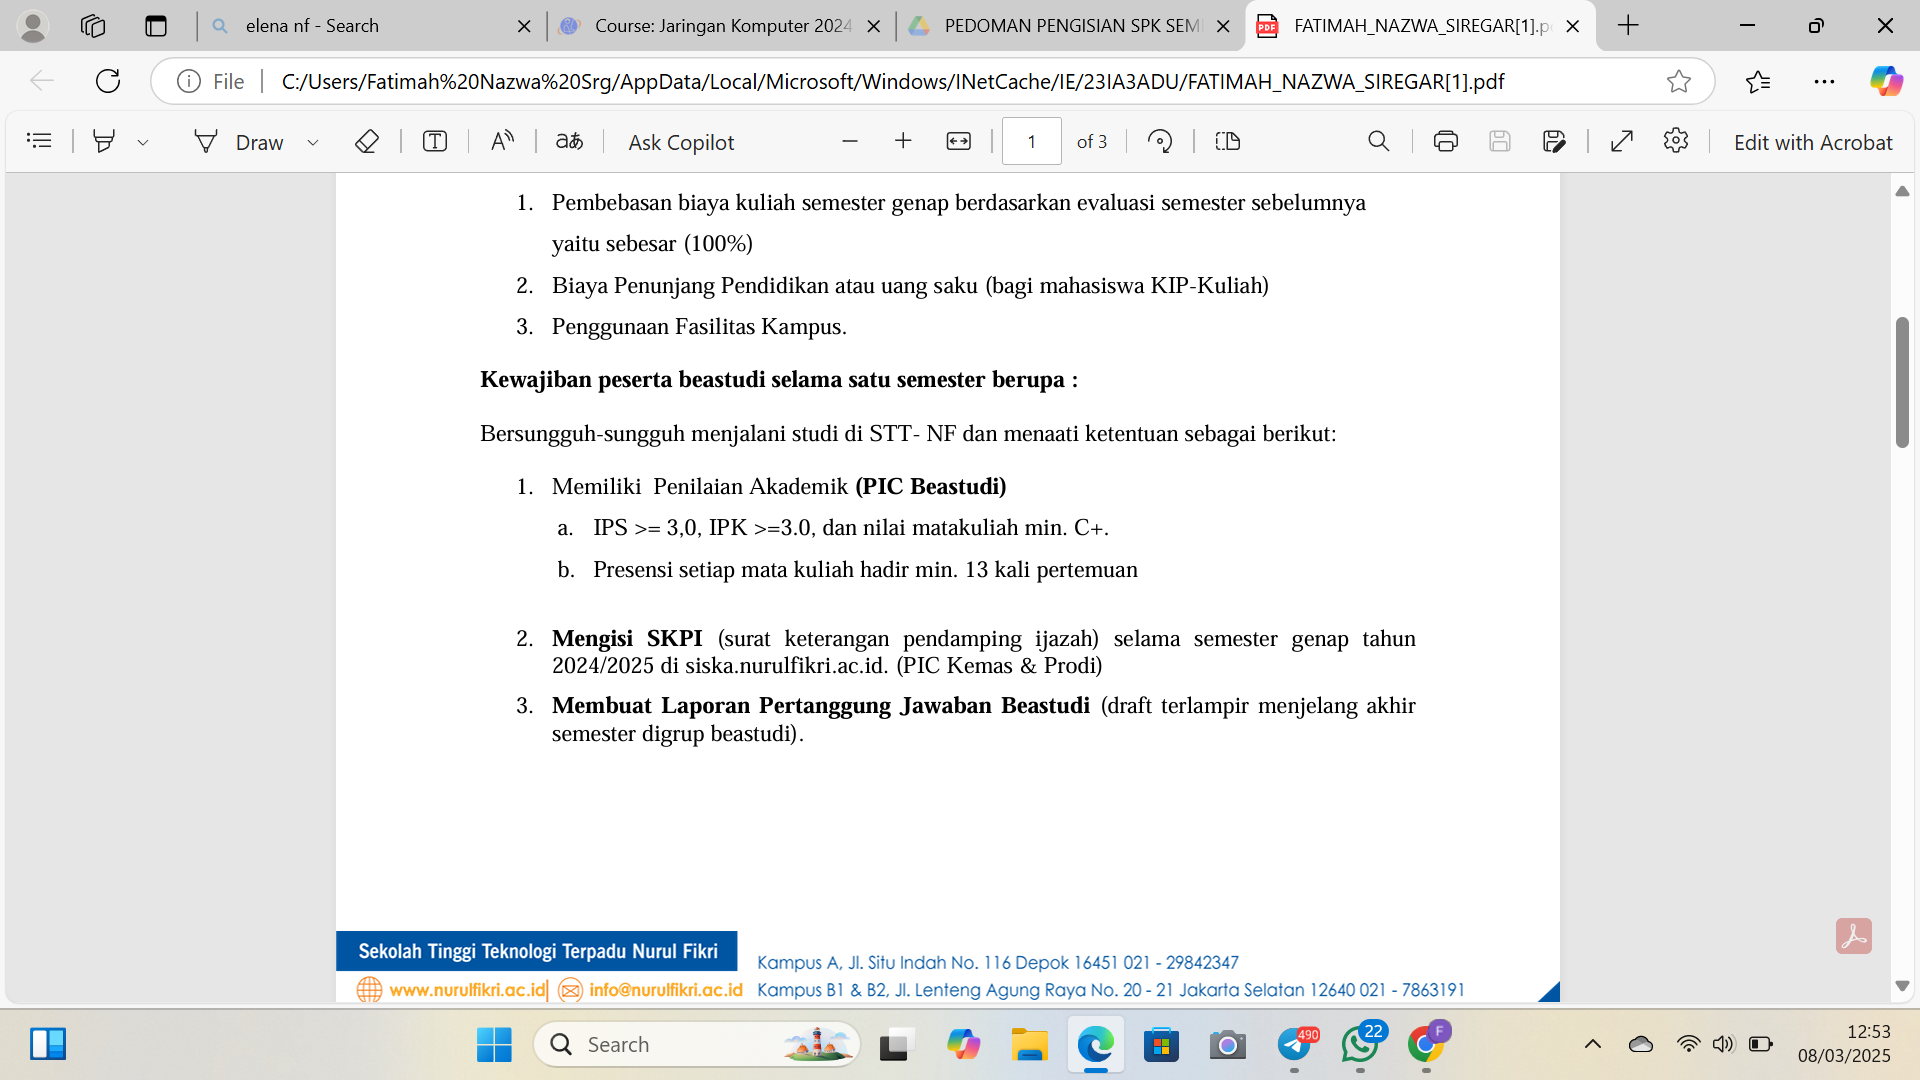 elena nf - Search
Course: Jaringan Komputer 2024
PEDOMAN PENGISIAN SPK SEM
FATIMAH_NAZWA_SIREGAR[1].p
File
C:/Users/Fatimah%20Nazwa%20Srg/AppData/Local/Microsoft/Windows/INetCache/IE/23IA3ADU/FATIMAH_NAZWA_SIREGAR[1].pdf
Draw
Ask Copilot
1 of 3
Edit with Acrobat
1. Pembebasan biaya kuliah semester genap berdasarkan evaluasi semester sebelumnya
yaitu sebesar (100%)
2. Biaya Penunjang Pendidikan atau uang saku (bagi mahasiswa KIP-Kuliah)
3. Penggunaan Fasilitas Kampus.
Kewajiban peserta beastudi selama satu semester berupa :
Bersungguh-sungguh menjalani studi di STT- NF dan menaati ketentuan sebagai berikut:
1. Memiliki Penilaian Akademik (PIC Beastudi)
a. IPS >= 3,0, IPK >=3.0, dan nilai matakuliah min. C+.
b. Presensi setiap mata kuliah hadir min. 13 kali pertemuan
2. Mengisi SKPI (surat keterangan pendamping ijazah) selama semester genap tahun
2024/2025 di siska.nurulfikri.ac.id. (PIC Kemas & Prodi)
3. Membuat Laporan Pertanggung Jawaban Beastudi (draft terlampir menjelang akhir
semester digrup beastudi).
Sekolah Tinggi Teknologi Terpadu Nurul Fikri
www.nurulfikri.ac.id| info@nurulfikri.ac.id
Kampus A, Jl. Situ Indah No. 116 Depok 16451 021 - 29842347
Kampus B1 & B2, Jl. Lenteng Agung Raya No. 20 - 21 Jakarta Selatan 12640 021 - 7863191
Search
490
22
F
12:53
08/03/2025